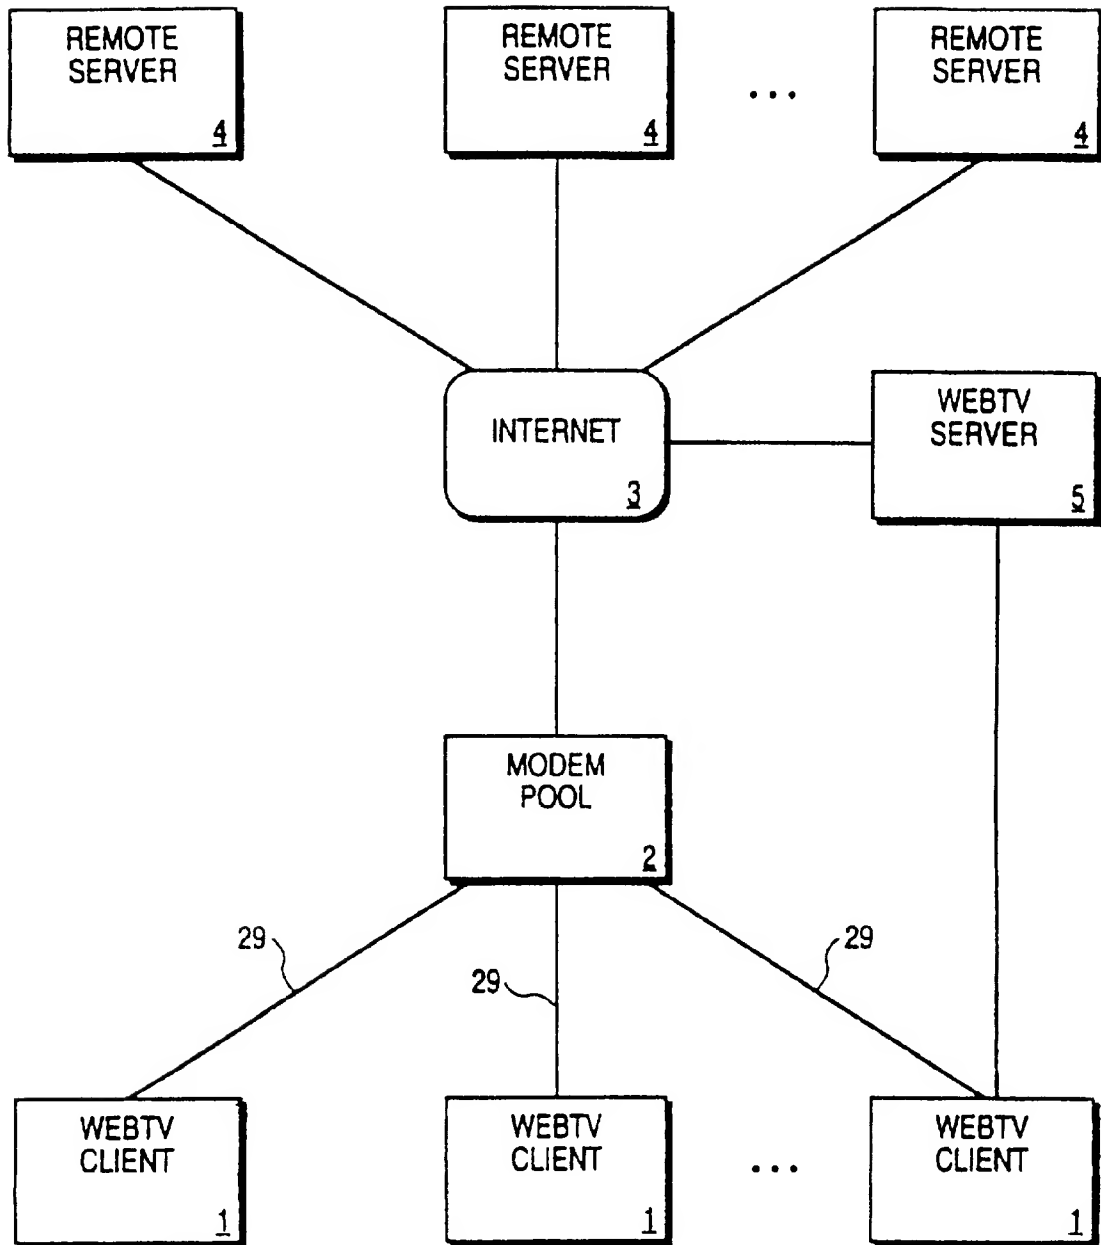 REMOTE
SERVER
4
REMOTE
SERVER
4
...
REMOTE
SERVER
4
INTERNET
3
WEBTV
SERVER
5
MODEM
POOL
2
29
29
29
WEBTV
CLIENT
1
WEBTV
CLIENT
1
...
WEBTV
CLIENT
1